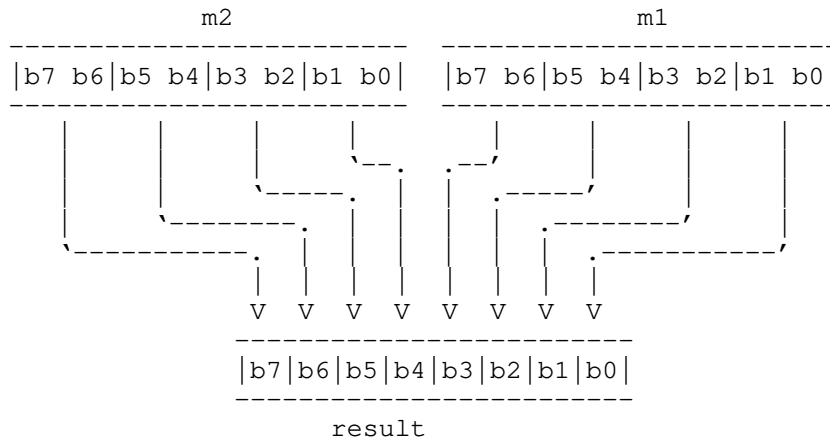 m2 m1
|b7 b6|b5 b4|b3 b2|b1 b0| |b7 b6|b5 b4|b3 b2|b1 b0
V V V V V V V V
|b7|b6|b5|b4|b3|b2|b1|b0|
result